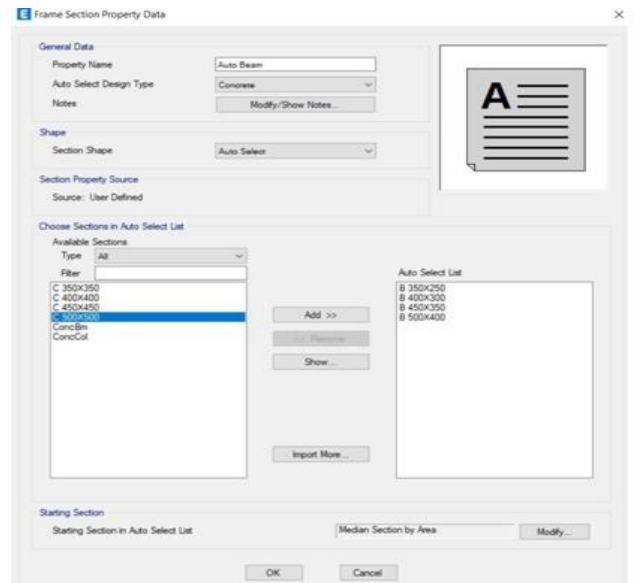 E Frame Section Property Data
General Data
Property Name Auto Beam
Auto Select Design Type Concrete
Notes Modify/Show Notes...
Shape
Section Shape Auto Select
Section Property Source
Source: User Defined
A
Choose Sections in Auto Select List
Available Sections
Type All
Filter
C 350X350
C 400X400
C 450X450
C 500X500
ConcBm
ConcCol
Add >>
<< Remove
Show...
Import More...
Auto Select List
B 350X250
B 400X300
B 450X350
B 500X400
Starting Section
Starting Section in Auto Select List Median Section by Area Modify...
OK Cancel